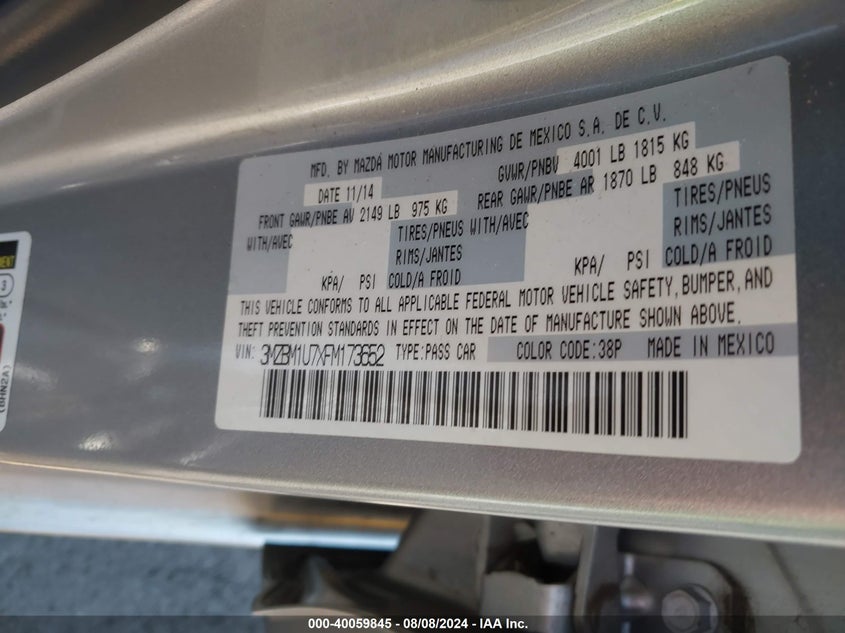 MFD. BY MAZDA MOTOR MANUFACTURING DE MEXICO S.A. DE C.V.
DATE 11/14
GVWR/PNBV 4001 LB 1815 KG
FRONT GAWR/PNBE AV 2149 LB 975 KG
REAR GAWR/PNBE AR 1870 LB 848 KG
WITH/AVEC
TIRES/PNEUS
WITH/AVEC
TIRES/PNEUS
RIMS/JANTES
RIMS/JANTES
KPA/ PSI COLD/A FROID
KPA/ PSI COLD/A FROID
THIS VEHICLE CONFORMS TO ALL APPLICABLE FEDERAL MOTOR VEHICLE SAFETY, BUMPER, AND
THEFT PREVENTION STANDARDS IN EFFECT ON THE DATE OF MANUFACTURE SHOWN ABOVE.
VIN: 3MZBM1U7XFM173652 TYPE:PASS CAR COLOR CODE:38P MADE IN MEXICO
(BHN2A)
000-40059845 - 08/08/2024 - IAA Inc.